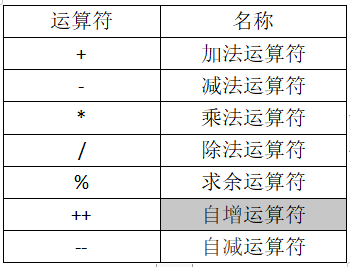 运算符 名称
+ 加法运算符
- 减法运算符
* 乘法运算符
/ 除法运算符
% 求余运算符
++ 自增运算符
-- 自减运算符